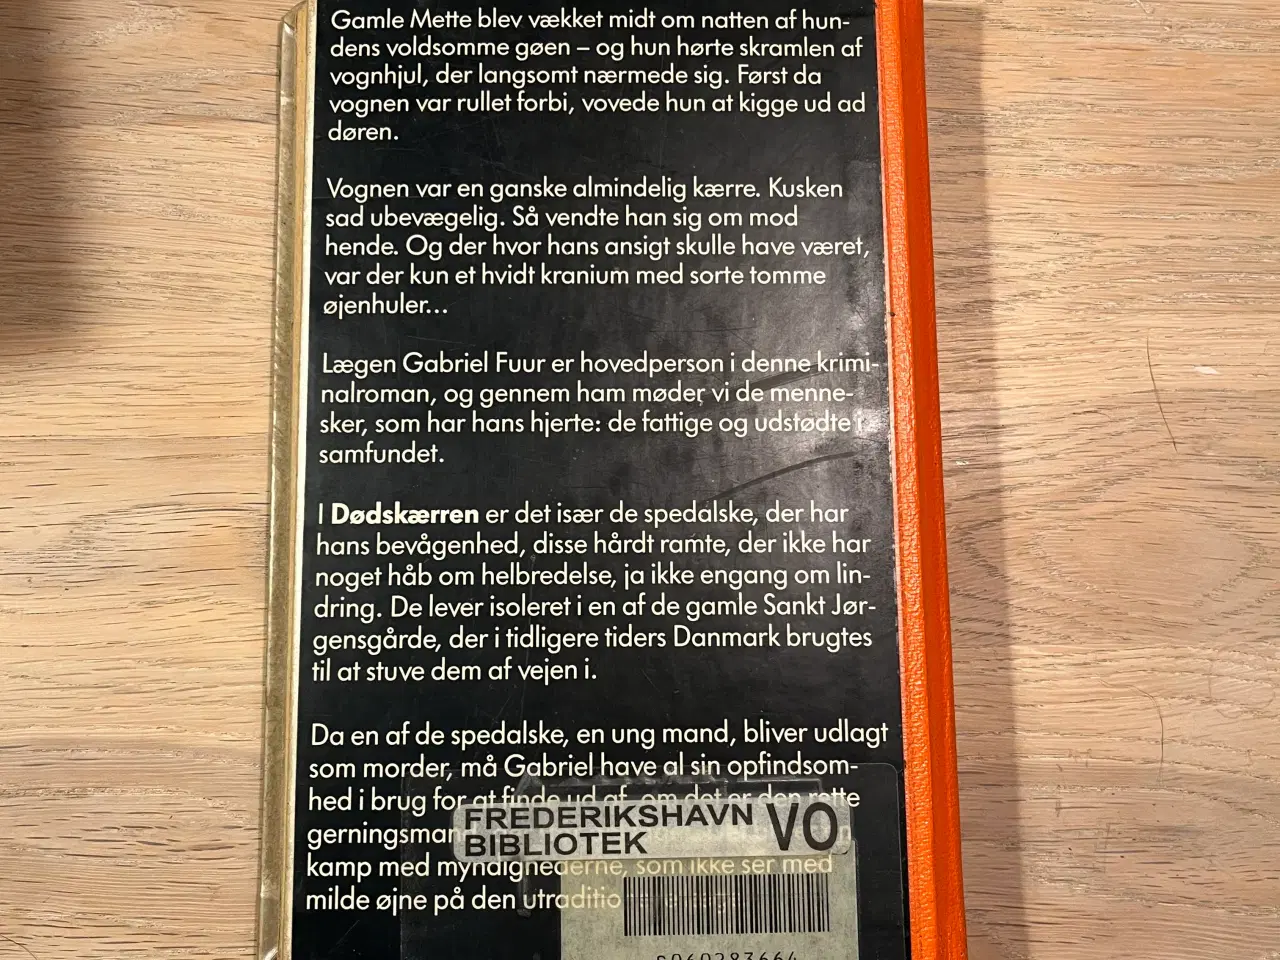 Gamle Mette blev vækket midt om natten af hun-
dens voldsomme gøen – og hun hørte skramlen af
vognhjul, der langsomt nærmede sig. Først da
vognen var rullet forbi, vovede hun at kigge ud ad
døren.
Vognen var en ganske almindelig kærre. Kusken
sad ubevægelig. Så vendte han sig om mod
hende. Og der hvor hans ansigt skulle have været,
var der kun et hvidt kranium med sorte tomme
øjenhuler...
Lægen Gabriel Fuur er hovedperson i denne krimi-
nalroman, og gennem ham møder vi de menne-
sker, som har hans hjerte: de fattige og udstødte i
samfundet.
I Dødskærren er det især de spedalske, der har
hans bevågenhed, disse hårdt ramte, der ikke har
noget håb om helbredelse, ja ikke engang om lin-
dring. De lever isoleret i en af de gamle Sankt Jør-
gensgårde, der i tidligere tiders Danmark brugtes
til at stuve dem af vejen i.
Da en af de spedalske, en ung mand, bliver udlagt
som morder, må Gabriel have al sin opfindsom-
hed i brug for at finde ud af, om det er den rette
gerningsmand
FREDERIKSHAVN
BIBLIOTEK
VO
kamp med myndighederne, som ikke ser med
milde øjne på den